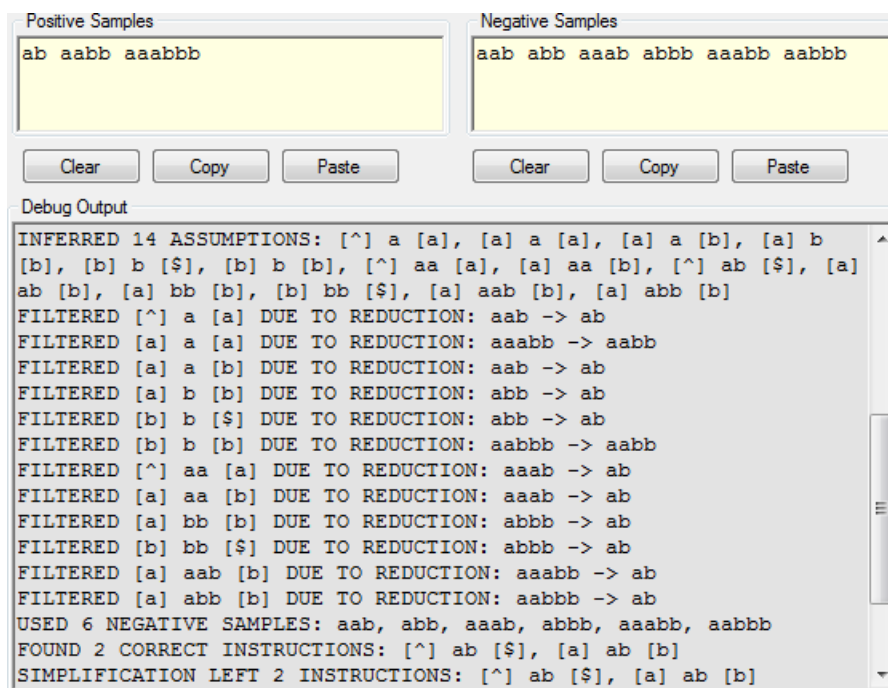 Positive Samples
Negative Samples
ab aabb aaabbb
aab abb aaab abbb aaabb aabbb
Clear
Copy
Paste
Clear
Copy
Paste
Debug Output
INFERRED 14 ASSUMPTIONS: [^] a [a], [a] a [a], [a] a [b], [a] b
[b], [b] b [$], [b] b [b], [^] aa [a], [a] aa [b], [^] ab [$], [a]
ab [b], [a] bb [b], [b] bb [$], [a] aab [b], [a] abb [b]
FILTERED [^] a [a] DUE TO REDUCTION: aab -> ab
FILTERED [a] a [a] DUE TO REDUCTION: aaabb -> aabb
FILTERED [a] a [b] DUE TO REDUCTION: aab -> ab
FILTERED [a] b [b] DUE TO REDUCTION: abb -> ab
FILTERED [b] b [$] DUE TO REDUCTION: abb -> ab
FILTERED [b] b [b] DUE TO REDUCTION: aabbb -> aabb
FILTERED [^] aa [a] DUE TO REDUCTION: aaab -> ab
FILTERED [a] aa [b] DUE TO REDUCTION: aaab -> ab
FILTERED [a] bb [b] DUE TO REDUCTION: abbb -> ab
FILTERED [b] bb [$] DUE TO REDUCTION: abbb -> ab
FILTERED [a] aab [b] DUE TO REDUCTION: aaabb -> ab
FILTERED [a] abb [b] DUE TO REDUCTION: aabbb -> ab
USED 6 NEGATIVE SAMPLES: aab, abb, aaab, abbb, aaabb, aabbb
FOUND 2 CORRECT INSTRUCTIONS: [^] ab [$], [a] ab [b]
SIMPLIFICATION LEFT 2 INSTRUCTIONS: [^] ab [$], [a] ab [b]